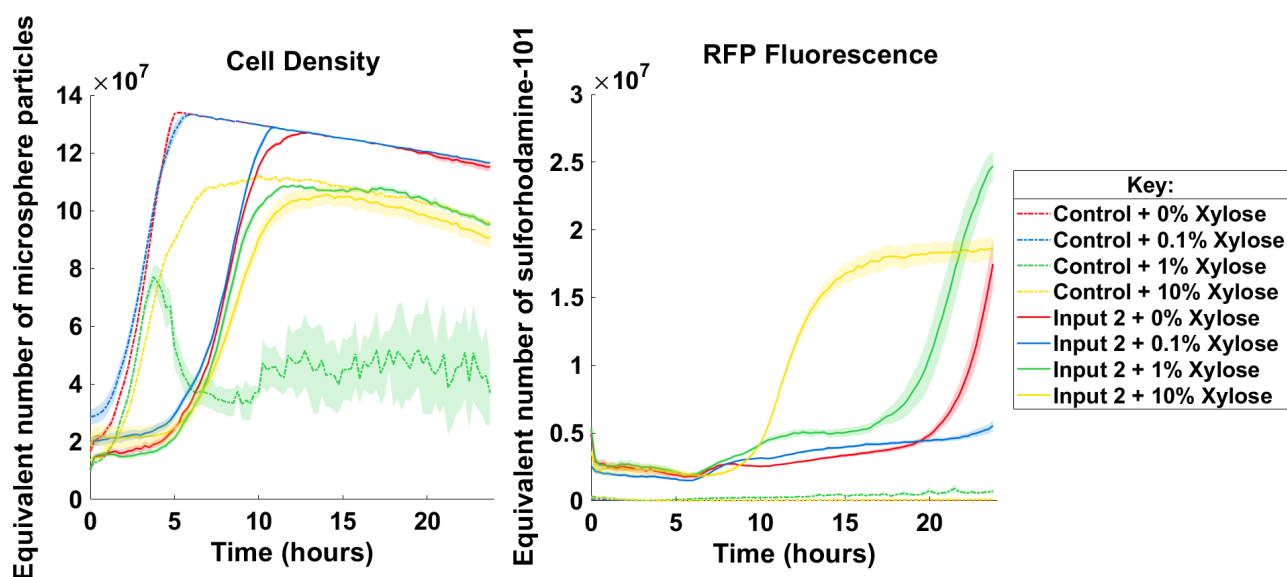 Cell Density
×10⁷
Equivalent number of microsphere particles
14
12
10
8
6
4
2
0
0 5 10 15 20
Time (hours)
RFP Fluorescence
×10⁷
Equivalent number of sulforhodamine-101
3
2.5
2
1.5
1
0.5
0
0 5 10 15 20
Time (hours)
Key:
Control + 0% Xylose
Control + 0.1% Xylose
Control + 1% Xylose
Control + 10% Xylose
Input 2 + 0% Xylose
Input 2 + 0.1% Xylose
Input 2 + 1% Xylose
Input 2 + 10% Xylose